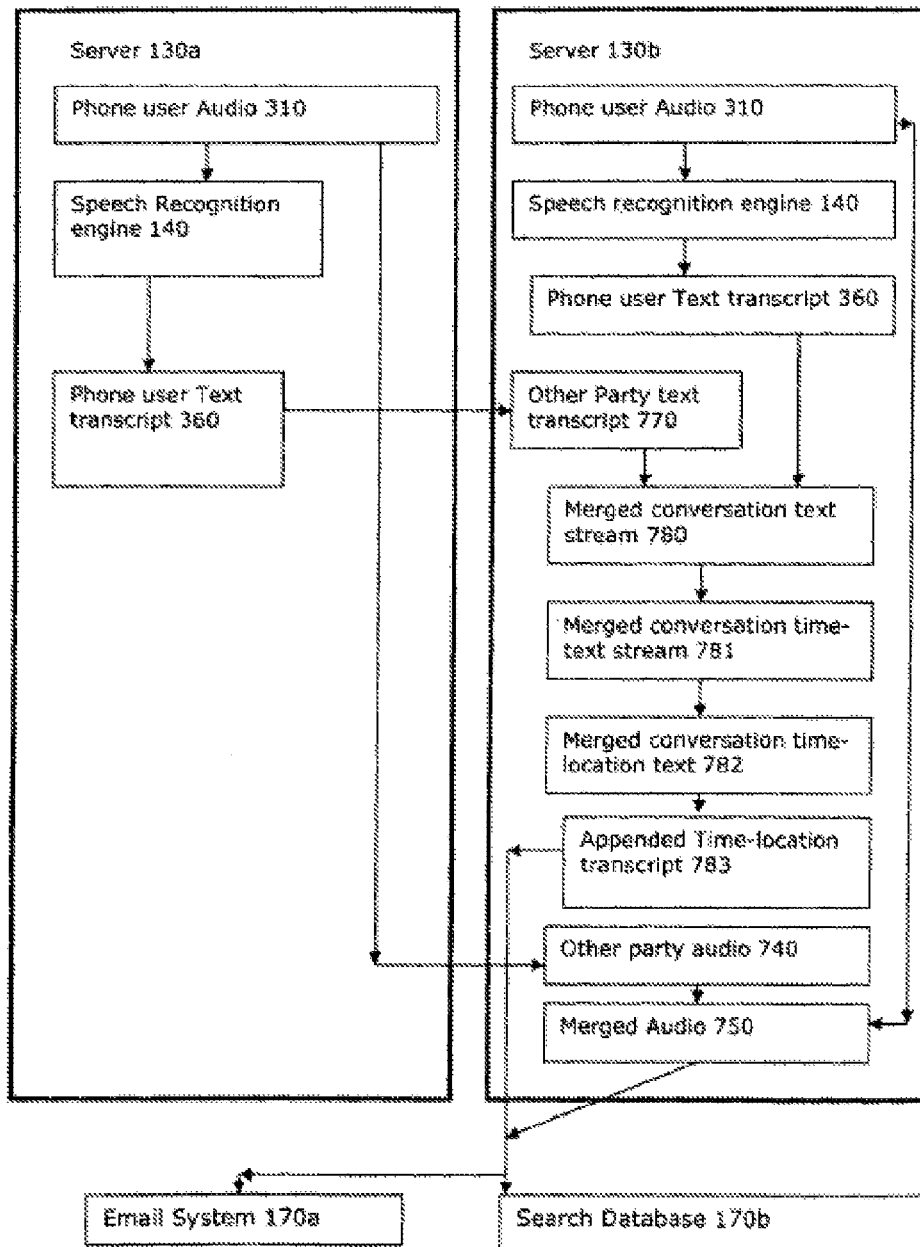 Server 130a
Phone user Audio 310
Speech Recognition
engine 140
Phone user Text
transcript 360
Server 130b
Phone user Audio 310
Speech recognition engine 140
Phone user Text transcript 360
Other Party text
transcript 770
Merged conversation text
stream 780
Merged conversation time-
text stream 781
Merged conversation time-
location text 782
Appended Time-location
transcript 783
Other party audio 740
Merged Audio 750
Email System 170a
Search Database 170b